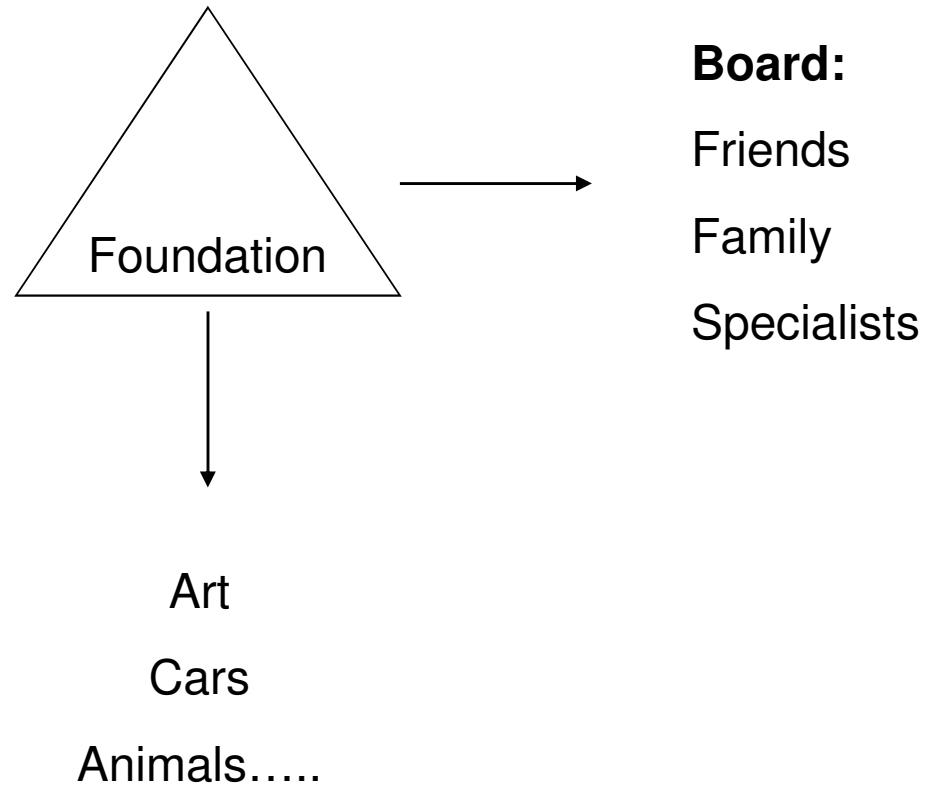 Board:
Friends
Family
Specialists
Foundation
Art
Cars
Animals…..